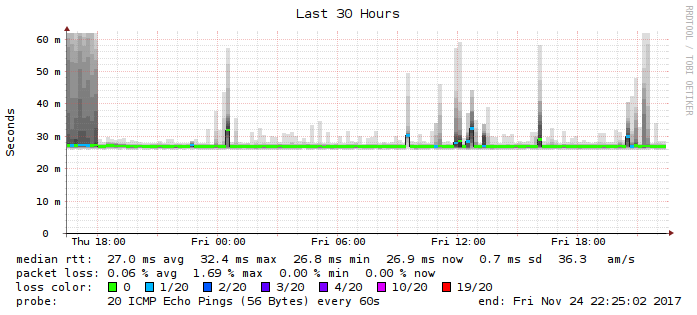 Last 30 Hours
RRDTOOL / TOBI OETIKER
Seconds
60 m
50 m
40 m
30 m
20 m
10 m
0
Thu 18:00 Fri 00:00 Fri 06:00 Fri 12:00 Fri 18:00
median rtt: 27.0 ms avg 32.4 ms max 26.8 ms min 26.9 ms now 0.7 ms sd 36.3 am/s
packet loss: 0.06 % avg 1.69 % max 0.00 % min 0.00 % now
loss color: 0 1/20 2/20 3/20 4/20 10/20 19/20
probe: 20 ICMP Echo Pings (56 Bytes) every 60s end: Fri Nov 24 22:25:02 2017